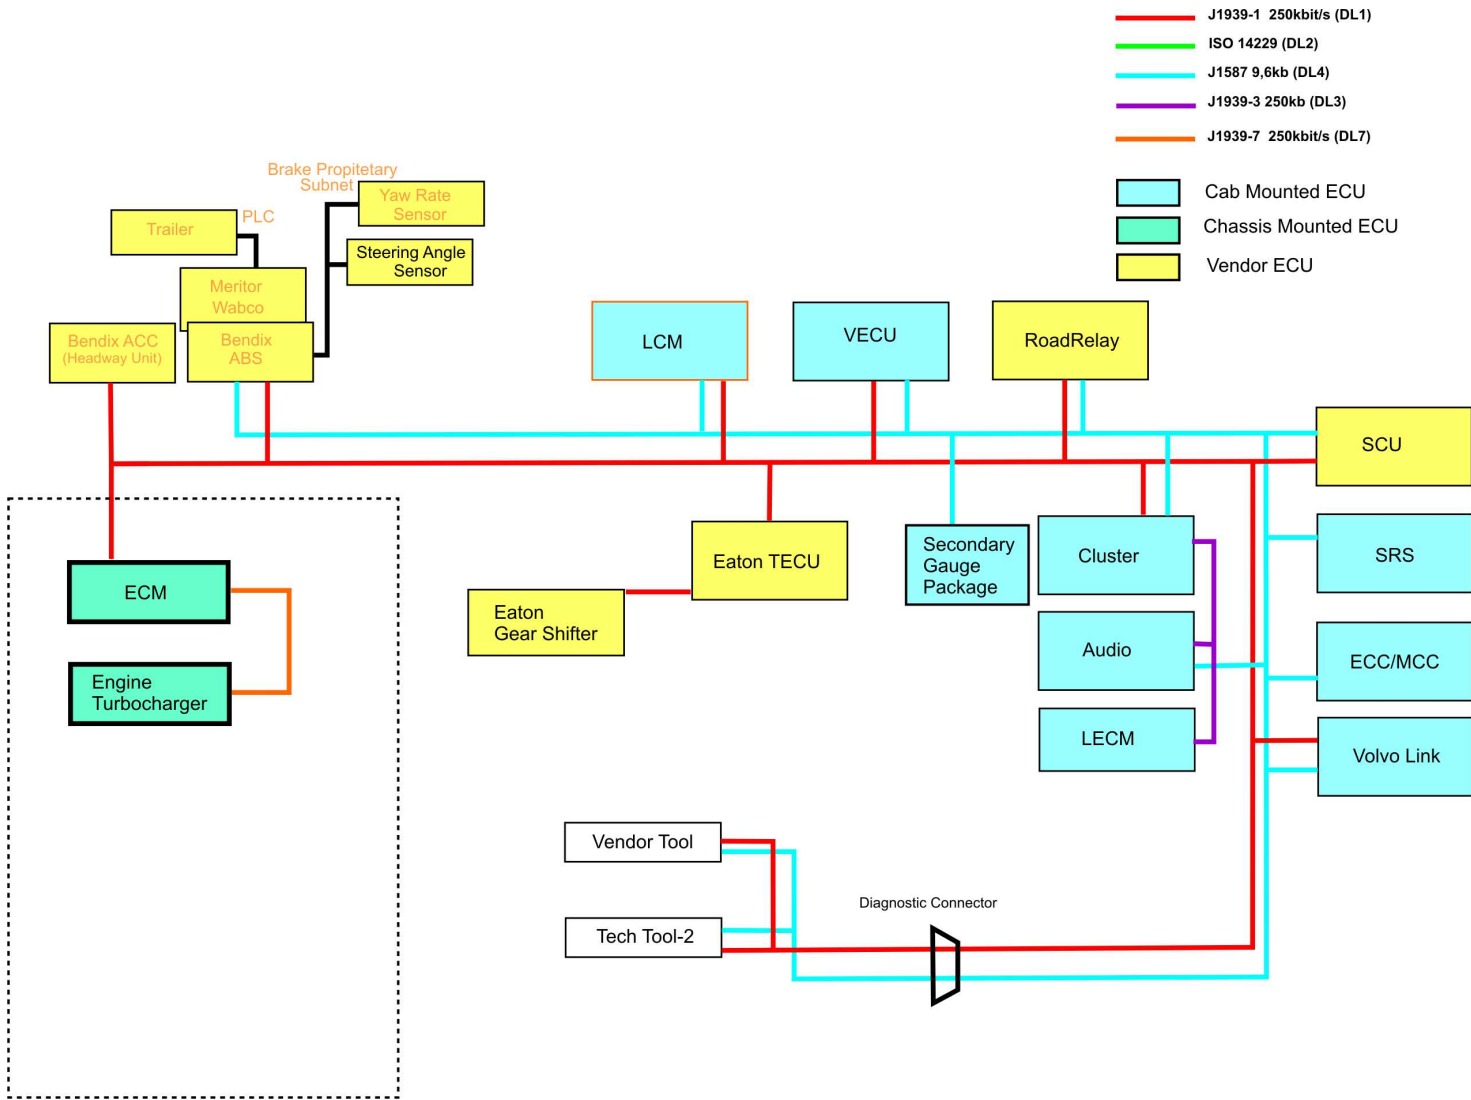 J1939-1 250kbit/s (DL1)
ISO 14229 (DL2)
J1587 9,6kb (DL4)
J1939-3 250kb (DL3)
J1939-7 250kbit/s (DL7)
Cab Mounted ECU
Chassis Mounted ECU
Vendor ECU
Brake Propitetary
Subnet
Yaw Rate
Sensor
PLC
Trailer
Steering Angle
Sensor
Meritor
Wabco
Bendix ACC
(Headway Unit)
Bendix
ABS
LCM
VECU
RoadRelay
SCU
Secondary
Gauge
Package
Cluster
SRS
Eaton TECU
ECM
Eaton
Gear Shifter
Audio
ECC/MCC
Engine
Turbocharger
LECM
Volvo Link
Vendor Tool
Diagnostic Connector
Tech Tool-2